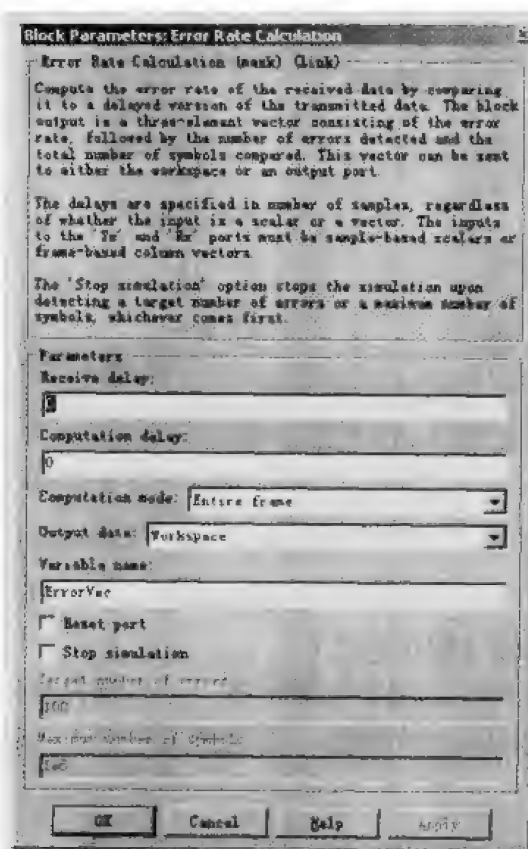 Block Parameters: Error Rate Calculation
Error Rate Calculation (mask) (link)
Compute the error rate of the received data by comparing
it to a delayed version of the transmitted data. The block
output is a three-element vector consisting of the error
rate, followed by the number of errors detected and the
total number of symbols compared. This vector can be sent
to either the workspace or an output port.
The delays are specified in number of samples, regardless
of whether the input is a scalar or a vector. The inputs
to the 'Tx' and 'Rx' ports must be sample-based scalars or
frame-based column vectors.
The 'Stop simulation' option stops the simulation upon
detecting a target number of errors or a maximum number of
symbols, whichever comes first.
Parameters
Receive delay:
Computation delay:
0
Computation mode: Entire frame
Output data: Workspace
Variable name:
ErrorVec
Reset port
Stop simulation
Target number of errors
100
Maximum number of symbols
OK Cancel Help Apply